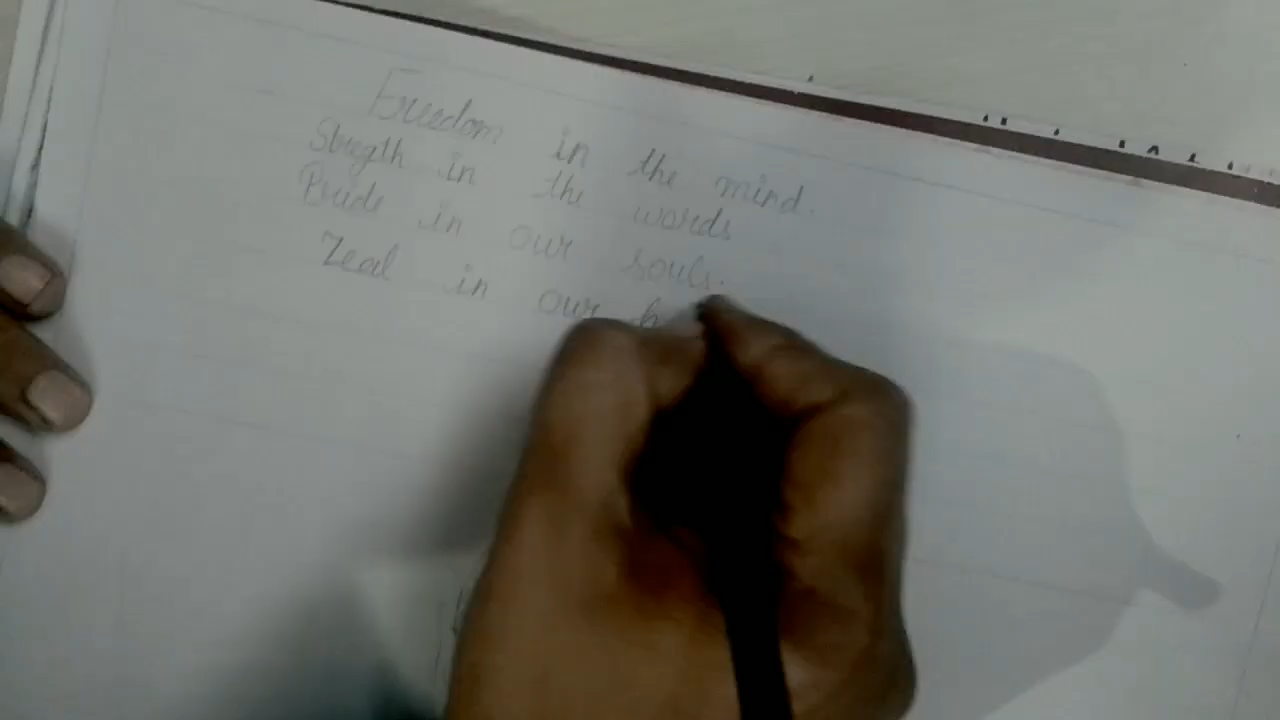 Freedom in the mind.
Stregth in the words
Pride in our souls.
Zeal in our